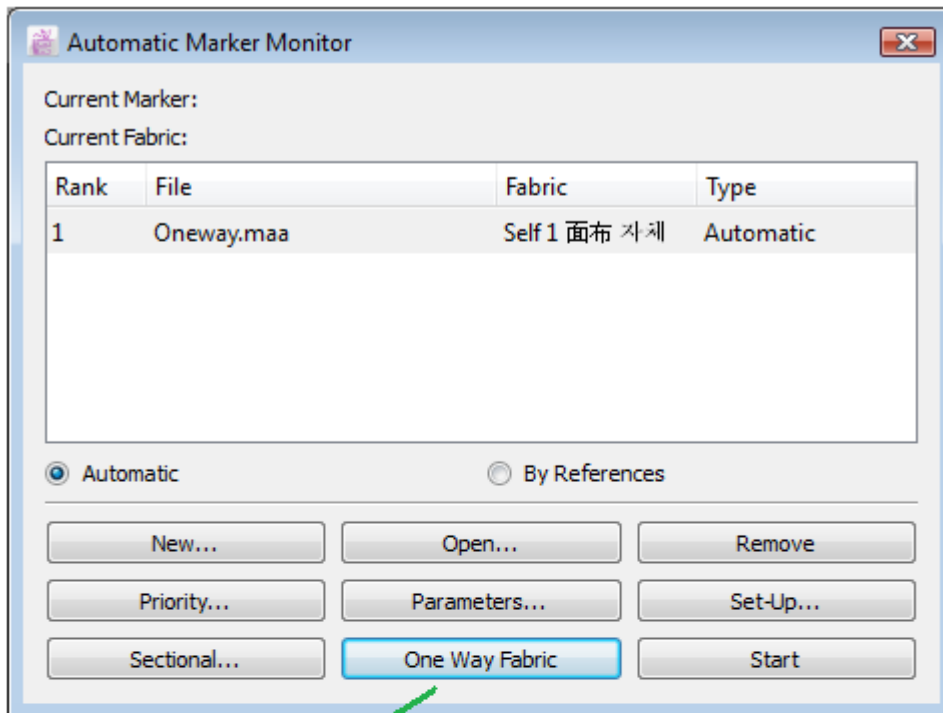 Automatic Marker Monitor
Current Marker:
Current Fabric:
Rank File Fabric Type
1 Oneway.maa Self 1 面布 자체 Automatic
Automatic By References
New... Open... Remove
Priority... Parameters... Set-Up...
Sectional... One Way Fabric Start